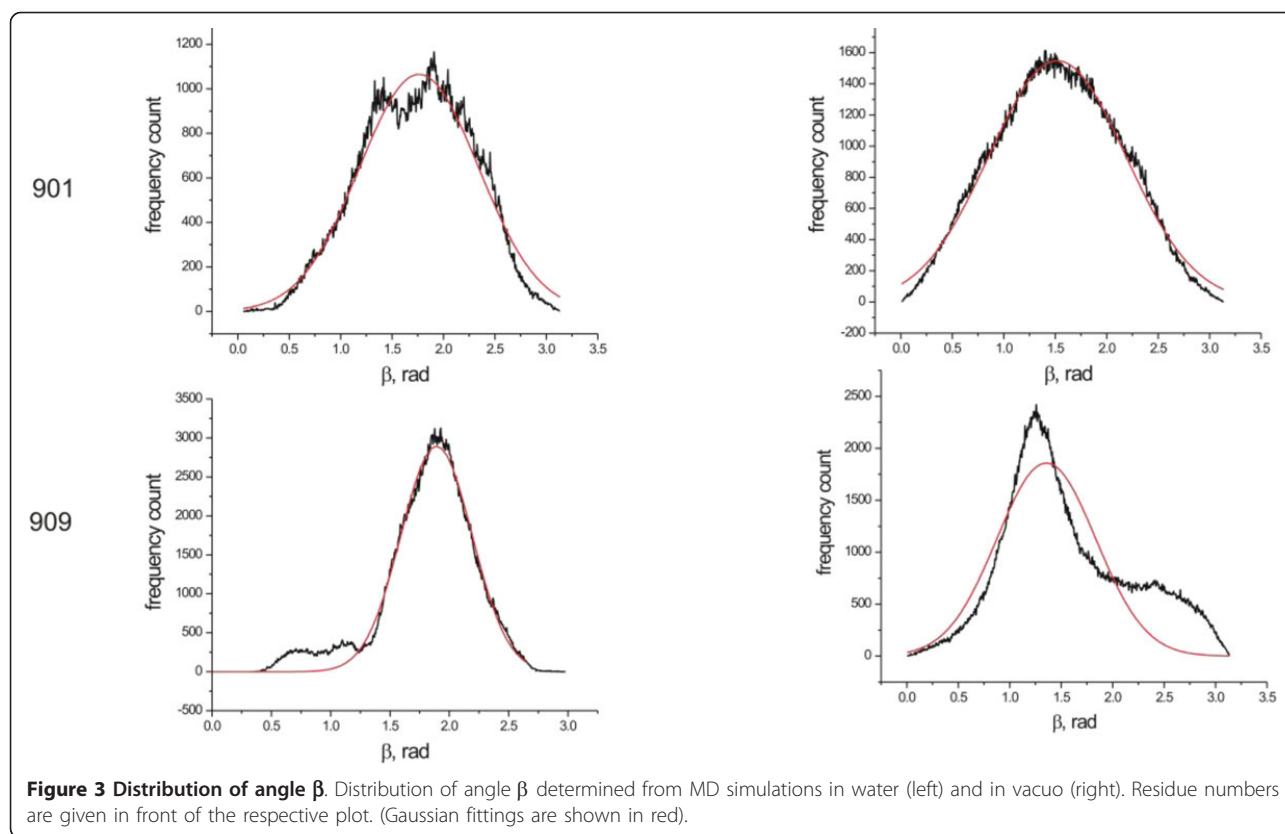 901
frequency count
1200
1000
800
600
400
200
0
0.0 0.5 1.0 1.5 2.0 2.5 3.0 3.5
β, rad
frequency count
1600
1400
1200
1000
800
600
400
200
0
-200
0.0 0.5 1.0 1.5 2.0 2.5 3.0 3.5
β, rad
909
frequency count
3500
3000
2500
2000
1500
1000
500
0
-500
0.0 0.5 1.0 1.5 2.0 2.5 3.0
β, rad
frequency count
2500
2000
1500
1000
500
0
0.0 0.5 1.0 1.5 2.0 2.5 3.0 3.5
β, rad
Figure 3 Distribution of angle β. Distribution of angle β determined from MD simulations in water (left) and in vacuo (right). Residue numbers
are given in front of the respective plot. (Gaussian fittings are shown in red).